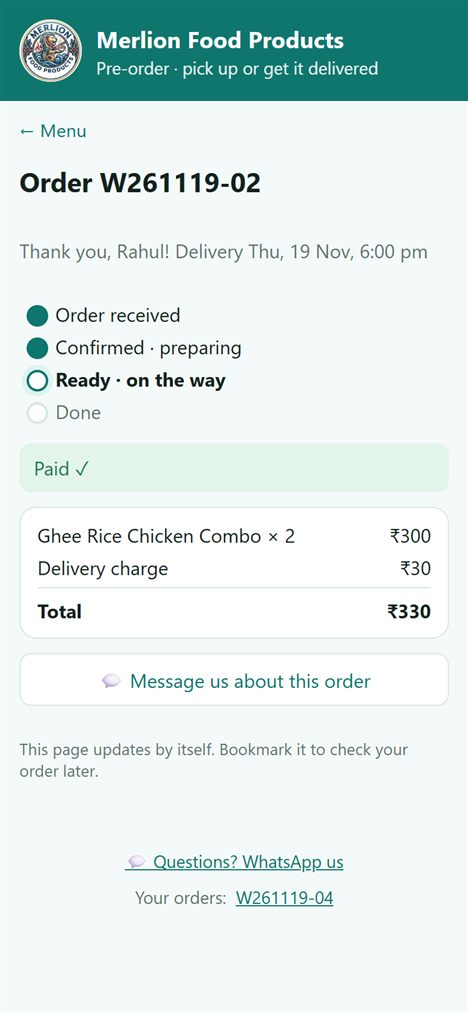 MERLION
FOOD PRODUCTS
Merlion Food Products
Pre-order · pick up or get it delivered
← Menu
Order W261119-02
Thank you, Rahul! Delivery Thu, 19 Nov, 6:00 pm
Order received
Confirmed · preparing
Ready · on the way
Done
Paid ✓
Ghee Rice Chicken Combo × 2 ₹300
Delivery charge ₹30
Total ₹330
💬 Message us about this order
This page updates by itself. Bookmark it to check your
order later.
💬 Questions? WhatsApp us
Your orders: W261119-04